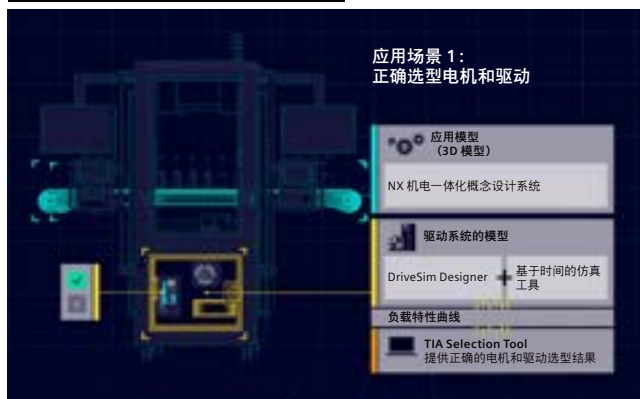 应用场景 1：
正确选型电机和驱动
应用模型
（3D 模型）
NX 机电一体化概念设计系统
驱动系统的模型
DriveSim Designer
基于时间的仿真
工具
负载特性曲线
TIA Selection Tool
提供正确的电机和驱动选型结果